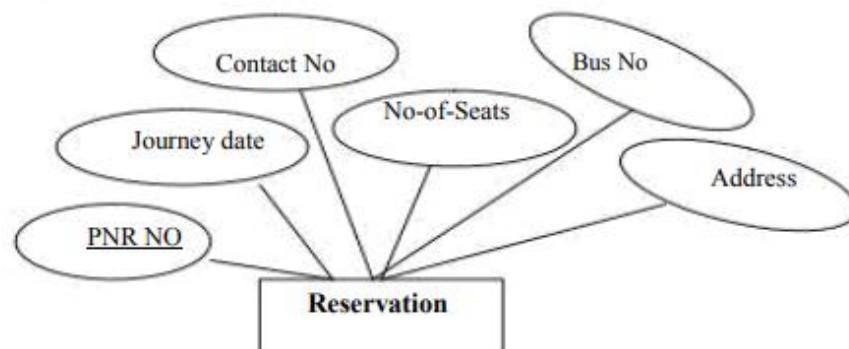 Contact No
Bus No
No-of-Seats
Journey date
Address
PNR NO
Reservation